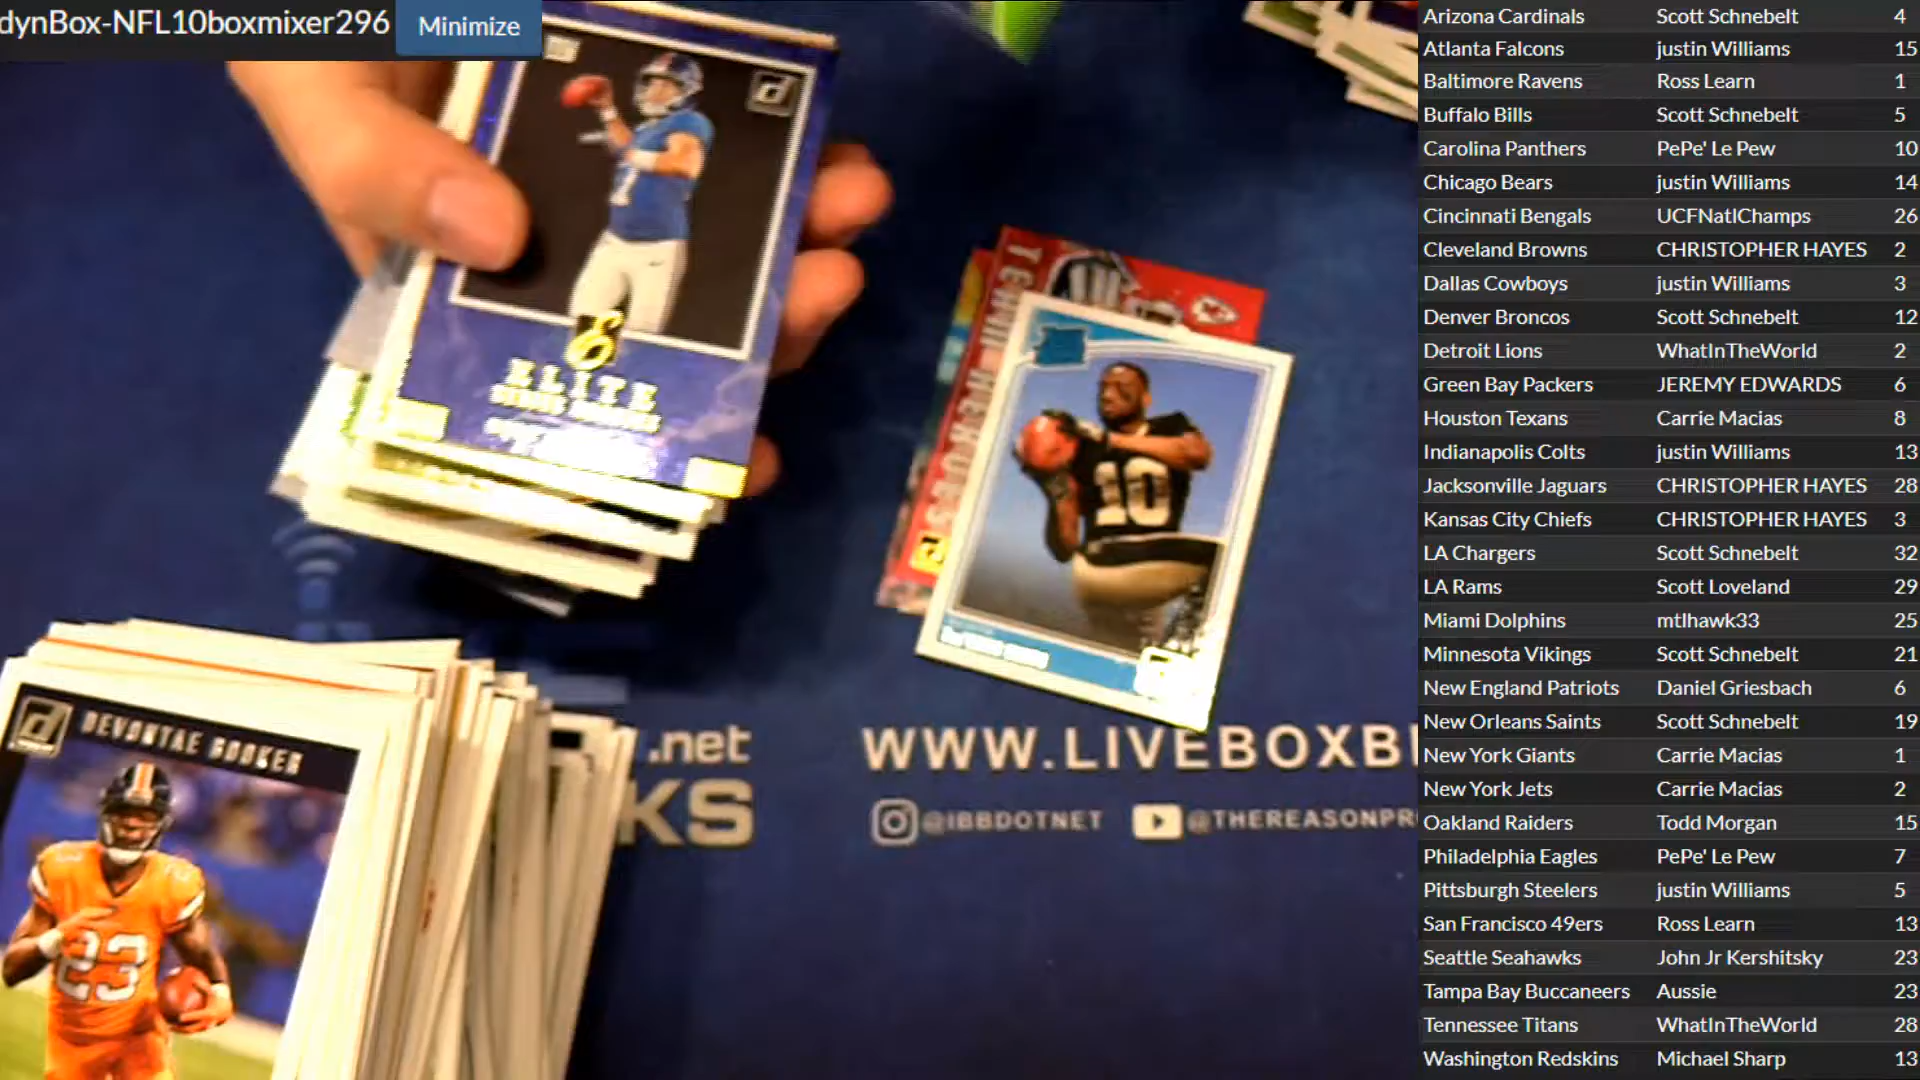 dynBox-NFL10boxmixer296
Minimize
ELITE
DEVONTAE BOOKER
23
10
.net
KS
WWW.LIVEBOXB
@IBBDOTNET
@THEREASONPR
Arizona Cardinals Scott Schnebelt 4
Atlanta Falcons justin Williams 15
Baltimore Ravens Ross Learn 1
Buffalo Bills Scott Schnebelt 5
Carolina Panthers PePe' Le Pew 10
Chicago Bears justin Williams 14
Cincinnati Bengals UCFNatlChamps 26
Cleveland Browns CHRISTOPHER HAYES 2
Dallas Cowboys justin Williams 3
Denver Broncos Scott Schnebelt 12
Detroit Lions WhatInTheWorld 2
Green Bay Packers JEREMY EDWARDS 6
Houston Texans Carrie Macias 8
Indianapolis Colts justin Williams 13
Jacksonville Jaguars CHRISTOPHER HAYES 28
Kansas City Chiefs CHRISTOPHER HAYES 3
LA Chargers Scott Schnebelt 32
LA Rams Scott Loveland 29
Miami Dolphins mtlhawk33 25
Minnesota Vikings Scott Schnebelt 21
New England Patriots Daniel Griesbach 6
New Orleans Saints Scott Schnebelt 19
New York Giants Carrie Macias 1
New York Jets Carrie Macias 2
Oakland Raiders Todd Morgan 15
Philadelphia Eagles PePe' Le Pew 7
Pittsburgh Steelers justin Williams 5
San Francisco 49ers Ross Learn 13
Seattle Seahawks John Jr Kershitsky 23
Tampa Bay Buccaneers Aussie 23
Tennessee Titans WhatInTheWorld 28
Washington Redskins Michael Sharp 13